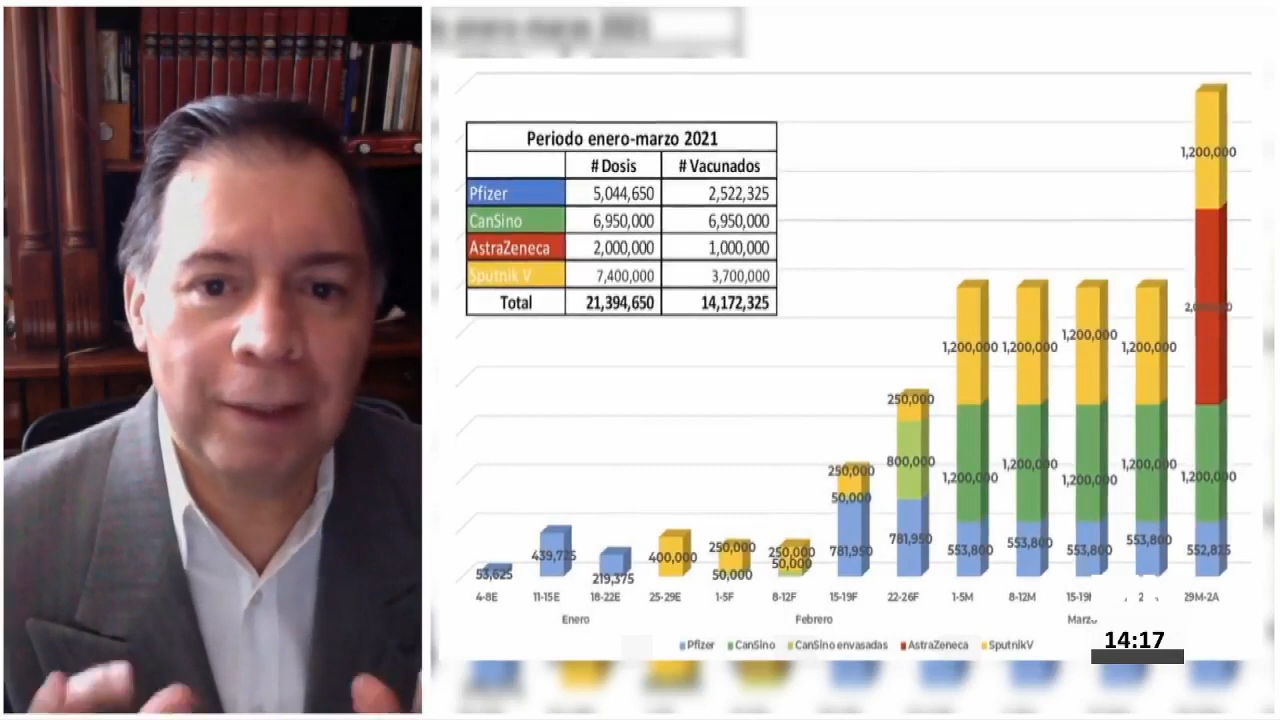 enero-marzo 2021
Periodo enero-marzo 2021
# Dosis # Vacunados
Pfizer 5,044,650 2,522,325
CanSino 6,950,000 6,950,000
AstraZeneca 2,000,000 1,000,000
Sputnik V 7,400,000 3,700,000
Total 21,394,650 14,172,325
1,200,000
1,200,000 1,200,000 1,200,000 1,200,000
250,000
800,000
1,200,000 1,200,000 1,200,000 1,200,000 1,200,000
250,000
50,000
53,625 439,725 219,375 400,000 250,000 250,000 781,950 781,950 553,800 553,800 553,800 553,800 552,825
50,000 50,000
4-8E 11-15E 18-22E 25-29E 1-5F 8-12F 15-19F 22-26F 1-5M 8-12M 29M-2A
Enero Febrero
Pfizer CanSino CanSino envasadas AstraZeneca SputnikV
14:17